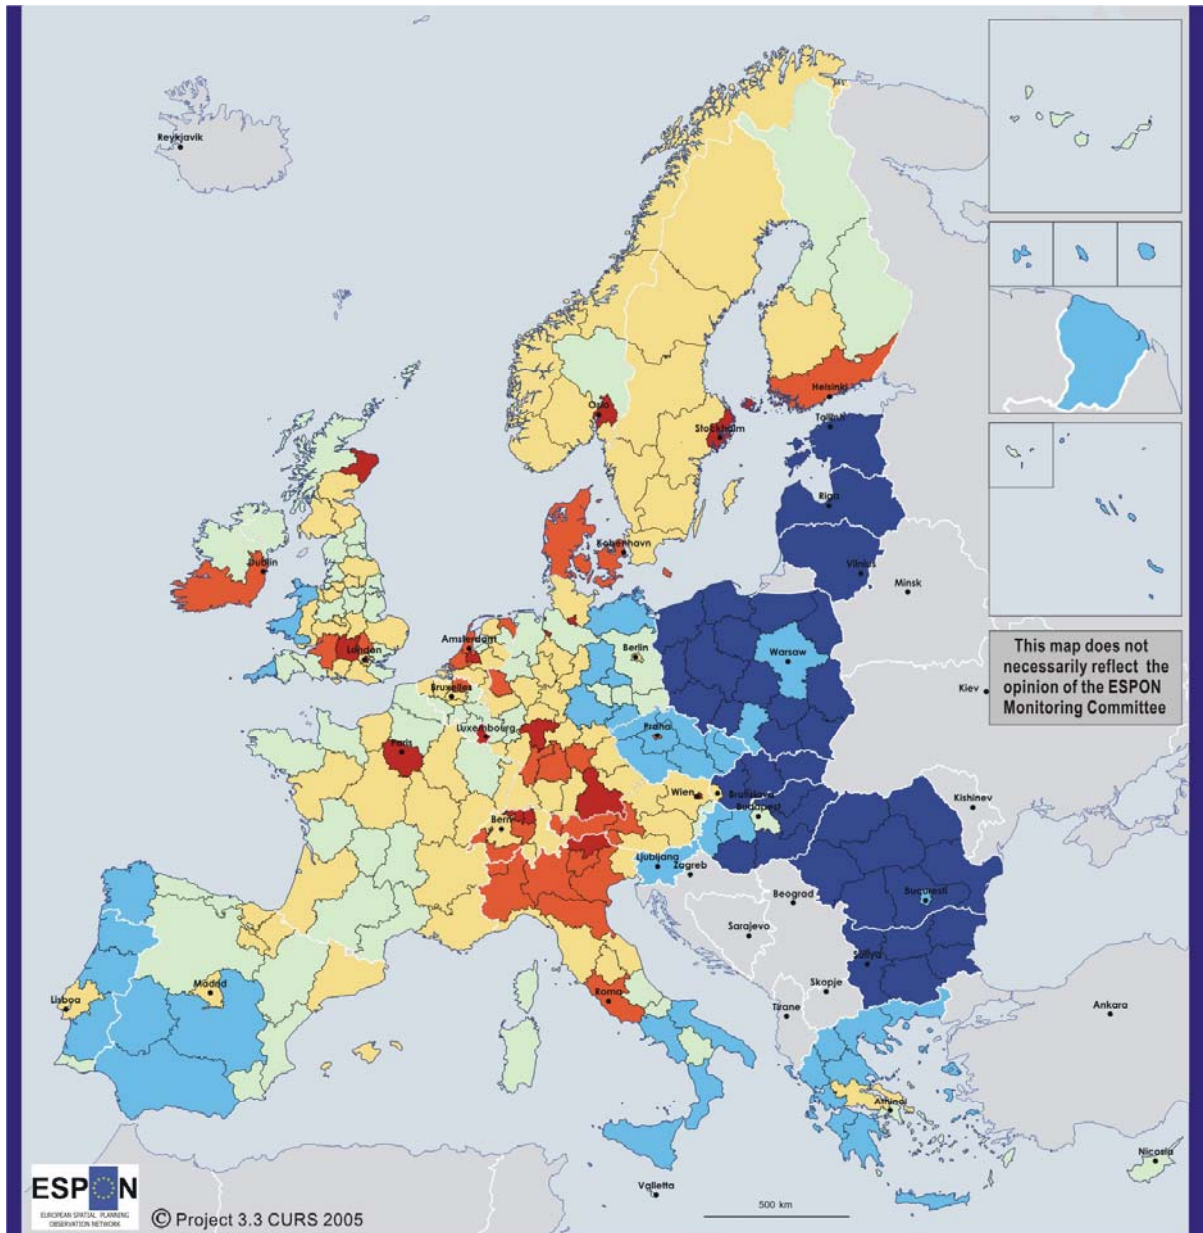 Reykjavik
Helsinki
Oslo
Tallinn
Stockholm
Riga
København
Dublin
Vilnius
Minsk
This map does not
necessarily reflect the
opinion of the ESPON
Monitoring Committee
Amsterdam
London
Berlin
Warsaw
Bruxelles
Kiev
Luxembourg
Praha
Paris
Wien
Bratislava
Budapest
Kishinev
Bern
Ljubljana
Zagreb
Beograd
Bucuresti
Sarajevo
Sofiya
Madrid
Lisboa
Roma
Skopje
Tirane
Ankara
Athinai
Nicosia
Valletta
500 km
ESPON
EUROPEAN SPATIAL PLANNING
OBSERVATION NETWORK
© Project 3.3 CURS 2005